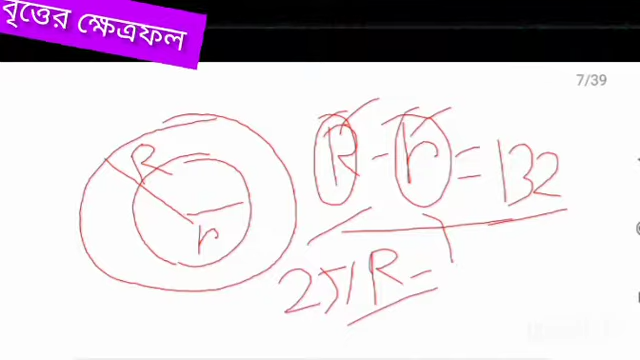 বৃত্তের ক্ষেত্রফল
7/39
R - r = 132
R
r
2πR =